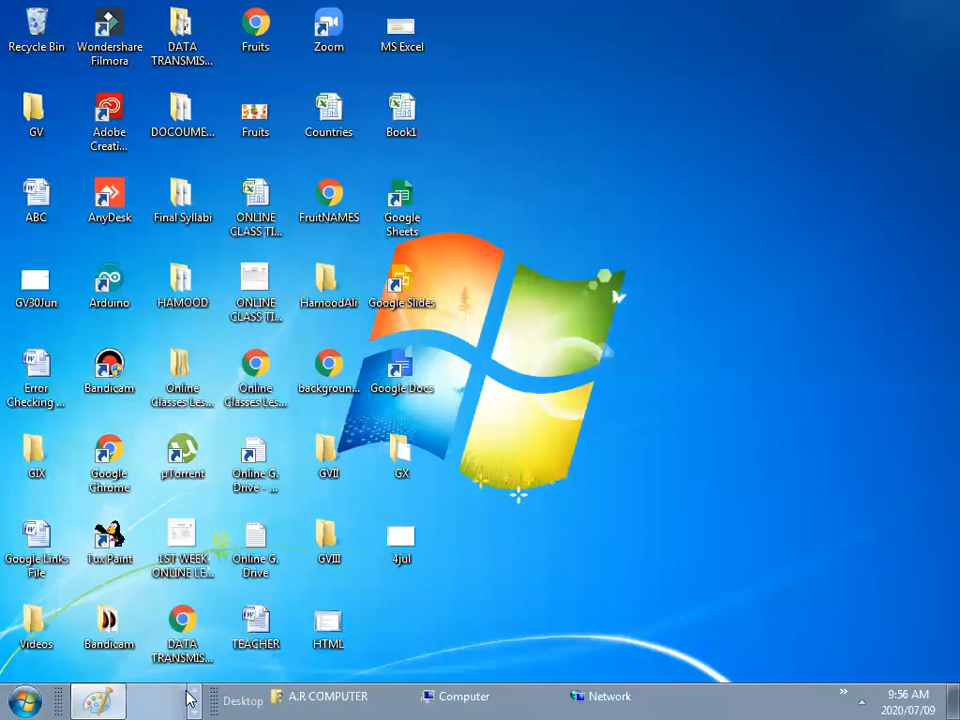 Recycle Bin
Wondershare
Filmora
DATA
TRANSMIS...
Fruits
Zoom
MS Excel
GV
Adobe
Creati...
DOCOUME...
Fruits
Countries
Book1
ABC
AnyDesk
Final Syllabi
ONLINE
CLASS TI...
FruitNAMES
Google
Sheets
GV30Jun
Arduino
HAMOOD
ONLINE
CLASS TI...
HamoodAli
Google Slides
Error
Checking ...
Bandicam
Online
Classes Les...
Online
Classes Les...
backgroun...
Google Docs
GIX
Google
Chrome
µTorrent
Online G.
Drive - ...
GVII
GX
Google Links
File
Tux Paint
1ST WEEK
ONLINE LE...
Online G.
Drive
GVIII
4jul
Videos
Bandicam
DATA
TRANSMIS...
TEACHER
HTML
Desktop
A.R COMPUTER
Computer
Network
»
9:56 AM
2020/07/09